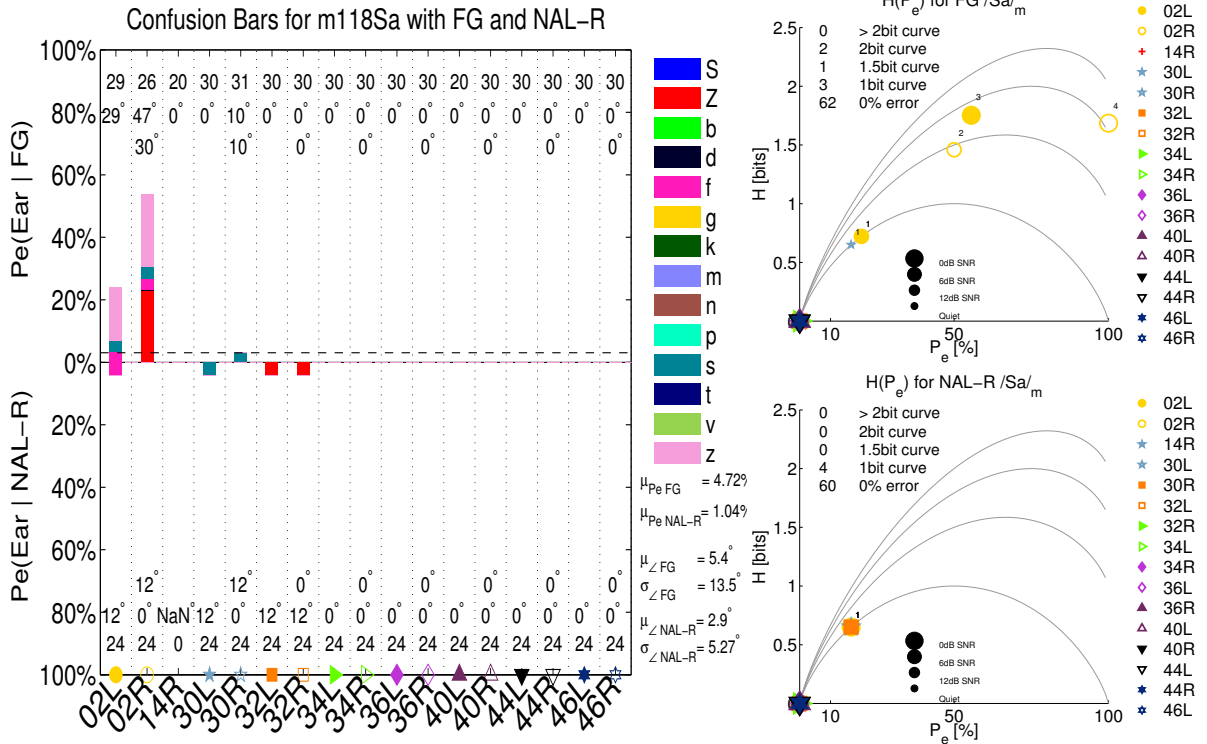 Confusion Bars for m118Sa with FG and NAL−R
100%
80%
60%
40%
20%
0%
20%
40%
60%
80%
100%
Pe(Ear | FG)
Pe(Ear | NAL−R)
29 26 20 30 31 30 30 30 30 30 30 20 30 30 30 30 30
29° 47° 0° 0° 10° 0° 0° 0° 0° 0° 0° 0° 0° 0° 0° 0° 0°
30° 10° 0° 0° 0° 0° 0° 0°
12° 12° 0° 0° 0° 0° 0° 0°
12° 0° NaN° 12° 0° 12 12 0° 0° 0° 0° 0° 0° 0° 0° 0° 0°
24 24 0 24 24 24 24 24 24 24 24 24 24 24 24 24 24
02L 02R 14R 30L 30R 32L 32R 34L 34R 36L 36R 40L 40R 44L 44R 46L 46R
S
Z
b
d
f
g
k
m
n
p
s
t
v
z
μPe FG = 4.72%
μPe NAL−R = 1.04%
μ∠FG = 5.4°
σ∠FG = 13.5°
μ∠NAL−R = 2.9°
σ∠NAL−R = 5.27°
H(Pe) for FG /Sa/m
2.5
2
1.5
1
0.5
H [bits]
0 > 2bit curve
2 2bit curve
1 1.5bit curve
3 1bit curve
62 0% error
3
4
2
1
1
0dB SNR
6dB SNR
12dB SNR
Quiet
10 50 100
Pe [%]
02L
02R
14R
30L
30R
32L
32R
34L
34R
36L
36R
40L
40R
44L
44R
46L
46R
H(Pe) for NAL−R /Sa/m
2.5
2
1.5
1
0.5
H [bits]
0 > 2bit curve
0 2bit curve
0 1.5bit curve
4 1bit curve
60 0% error
1
0dB SNR
6dB SNR
12dB SNR
Quiet
10 50 100
Pe [%]
02L
02R
14R
30L
30R
32L
32R
34L
34R
36L
36R
40L
40R
44L
44R
46R